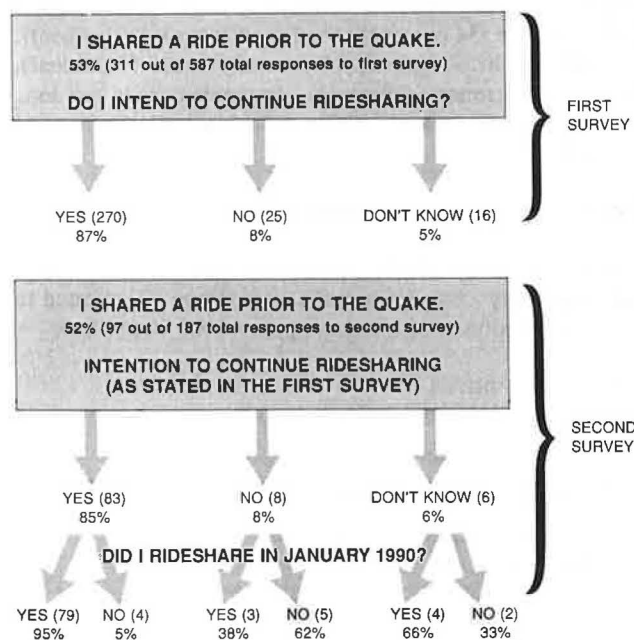 I SHARED A RIDE PRIOR TO THE QUAKE.
53% (311 out of 587 total responses to first survey)
DO I INTEND TO CONTINUE RIDESHARING?
FIRST
SURVEY
YES (270) NO (25) DON'T KNOW (16)
87% 8% 5%
I SHARED A RIDE PRIOR TO THE QUAKE.
52% (97 out of 187 total responses to second survey)
INTENTION TO CONTINUE RIDESHARING
(AS STATED IN THE FIRST SURVEY)
SECOND
SURVEY
YES (83) NO (8) DON'T KNOW (6)
85% 8% 6%
DID I RIDESHARE IN JANUARY 1990?
YES (79) NO (4) YES (3) NO (5) YES (4) NO (2)
95% 5% 38% 62% 66% 33%